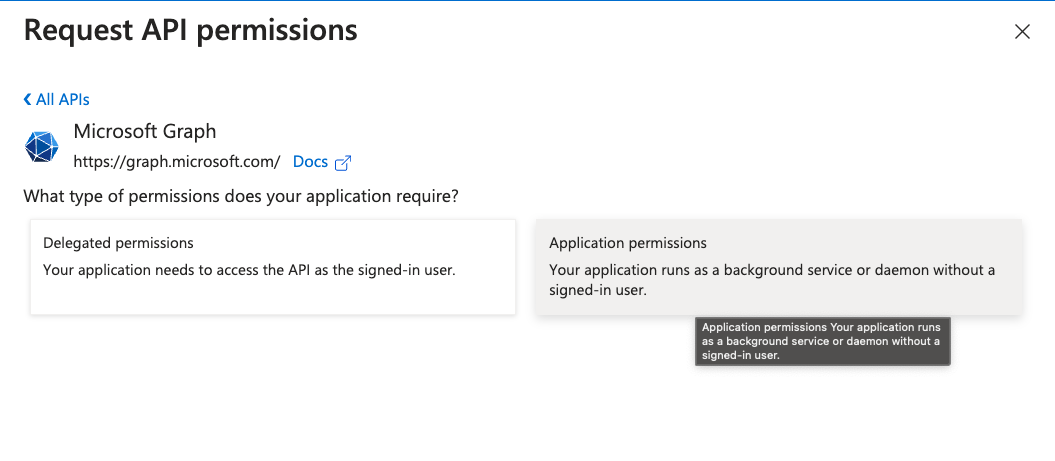 Request API permissions
All APIs
Microsoft Graph
https://graph.microsoft.com/ Docs
What type of permissions does your application require?
Delegated permissions
Your application needs to access the API as the signed-in user.
Application permissions
Your application runs as a background service or daemon without a
signed-in user.
Application permissions Your application runs
as a background service or daemon without a
signed-in user.